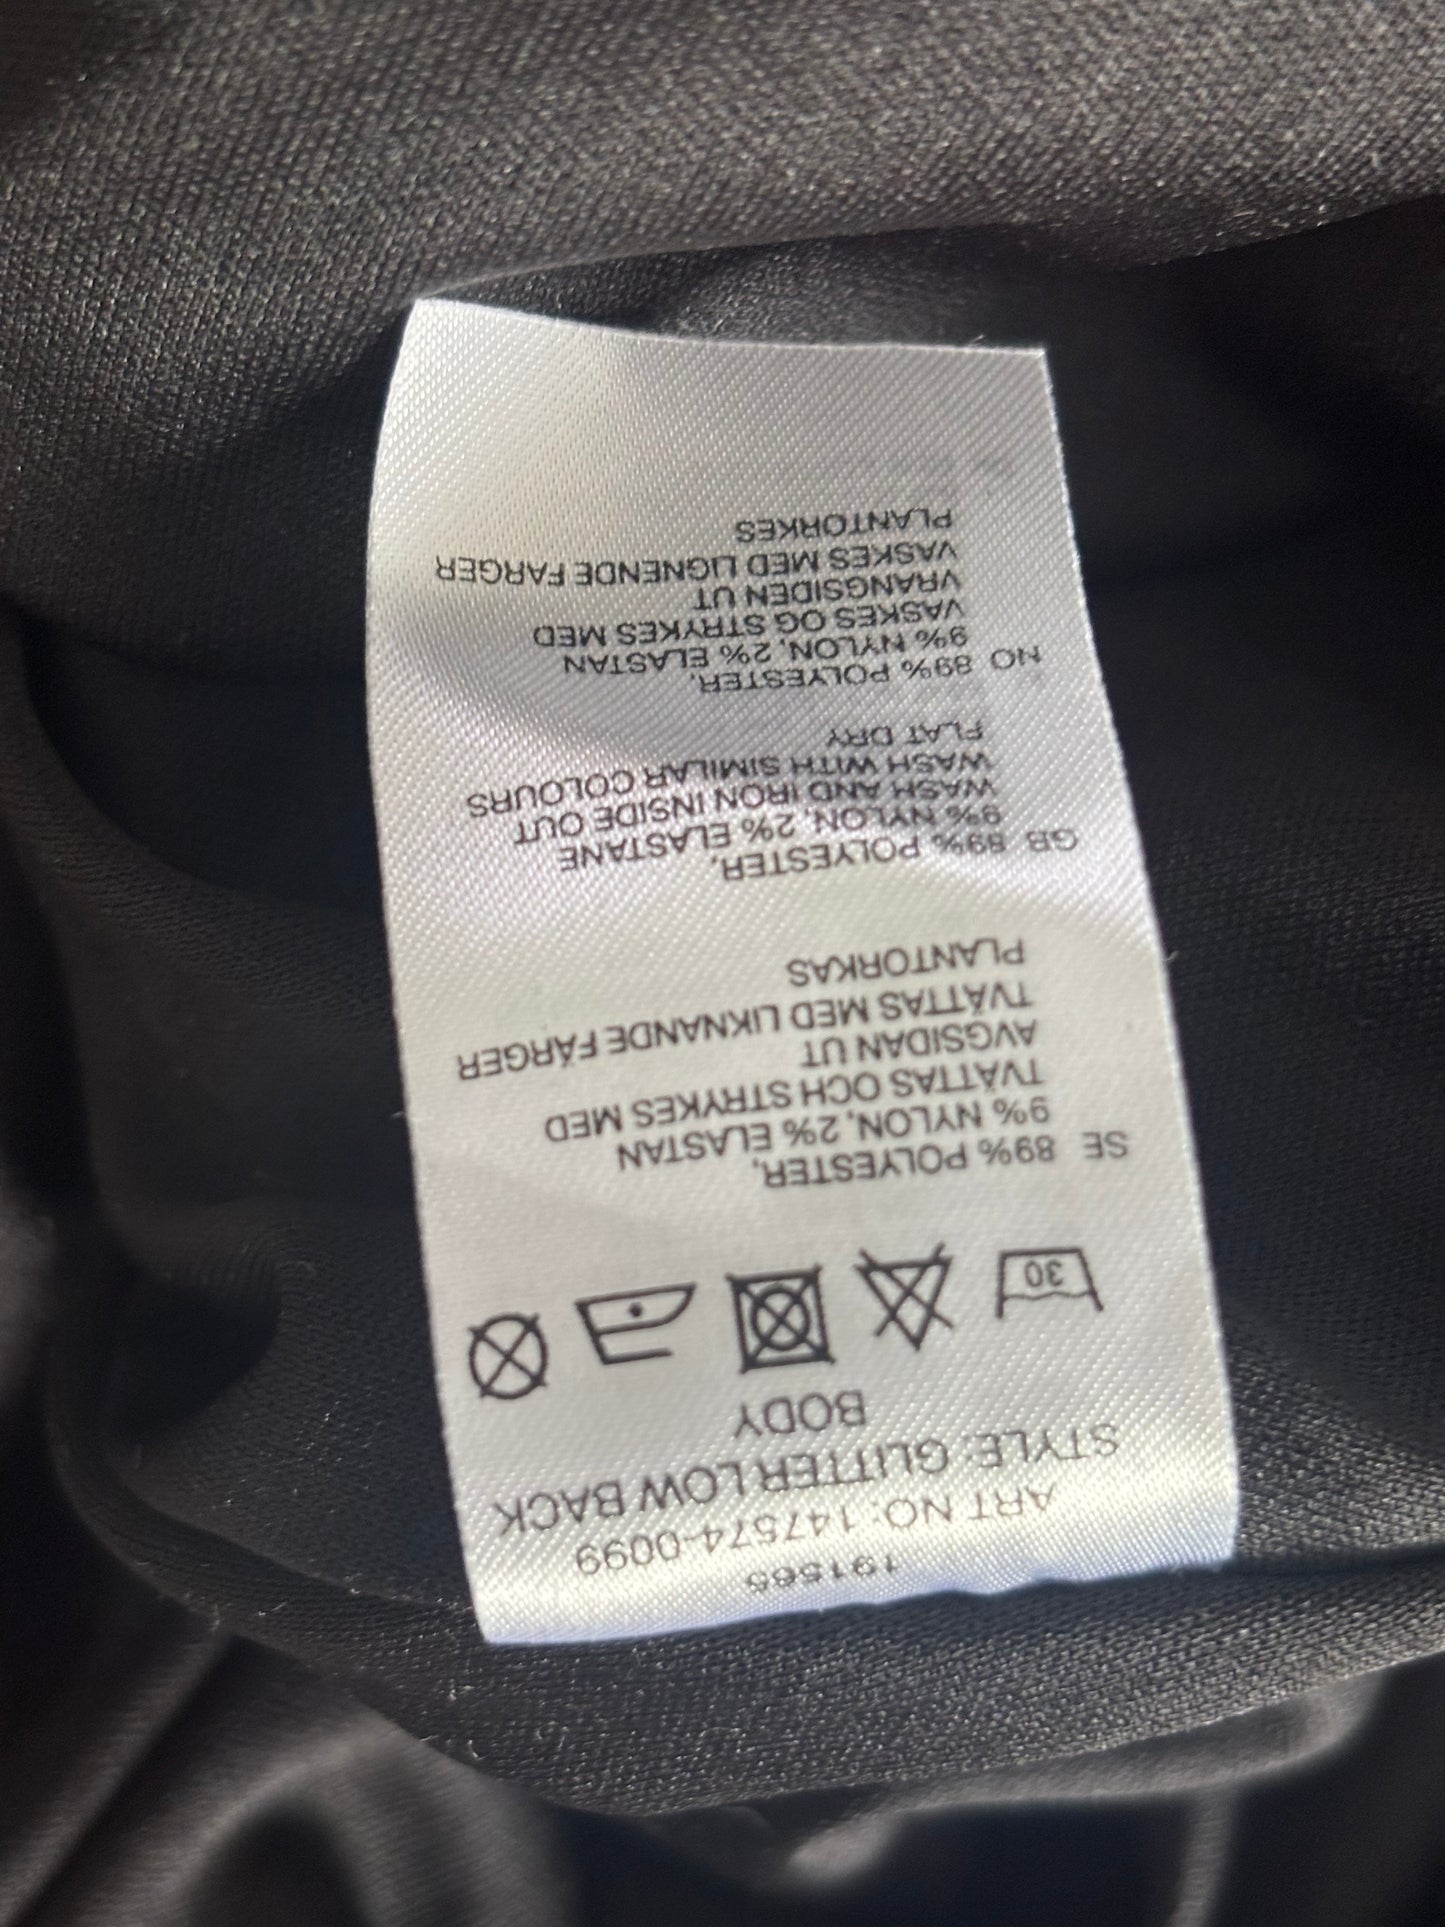 191565
ART NO: 147574-0099
STYLE: GLITTER LOW BACK
BODY
30
SE 89% POLYESTER,
9% NYLON, 2% ELASTAN
TVÄTTAS OCH STRYKES MED
AVGSIDAN UT
TVÄTTAS MED LIKNANDE FÄRGER
PLANTORKAS
GB 89% POLYESTER,
9% NYLON, 2% ELASTANE
WASH AND IRON INSIDE OUT
WASH WITH SIMILAR COLOURS
FLAT DRY
NO 89% POLYESTER,
9% NYLON, 2% ELASTAN
VASKES OG STRYKES MED
VRANGSIDEN UT
VASKES MED LIGNENDE FARGER
PLANTORKES